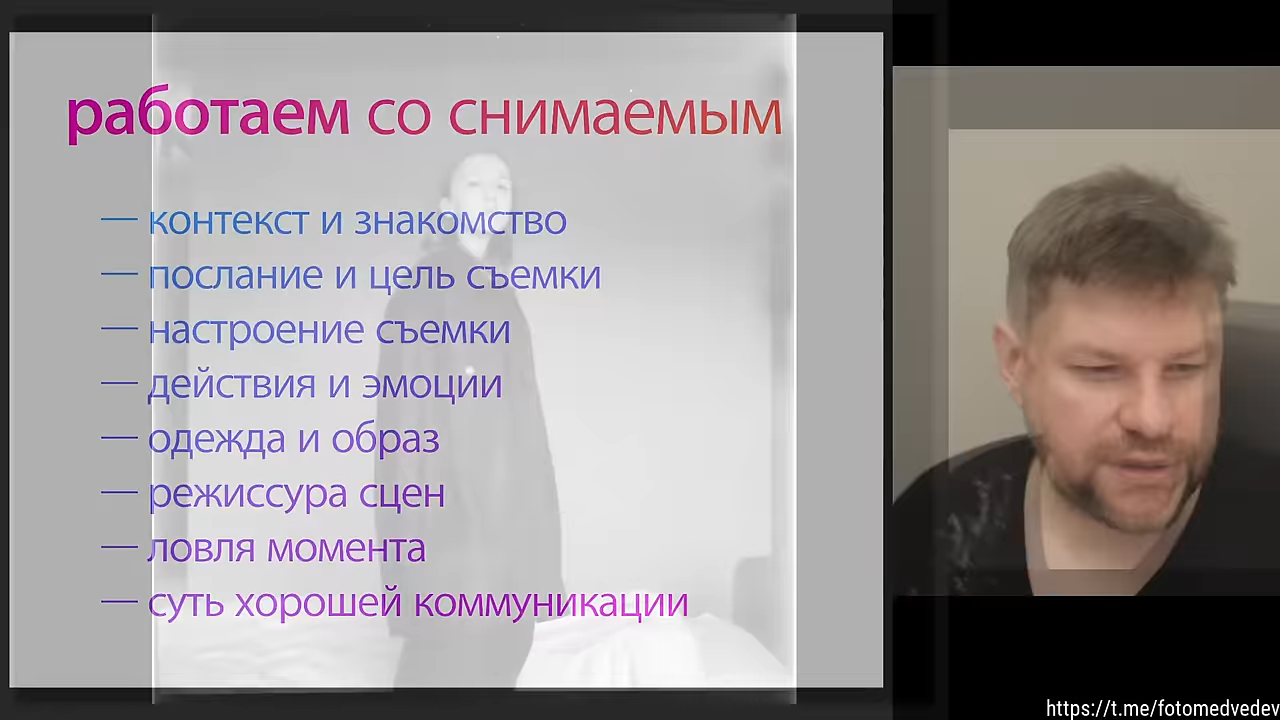 работаем со снимаемым
— контекст и знакомство
— послание и цель съемки
— настроение съемки
— действия и эмоции
— одежда и образ
— режиссура сцен
— ловля момента
— суть хорошей коммуникации
https://t.me/fotomedvedev